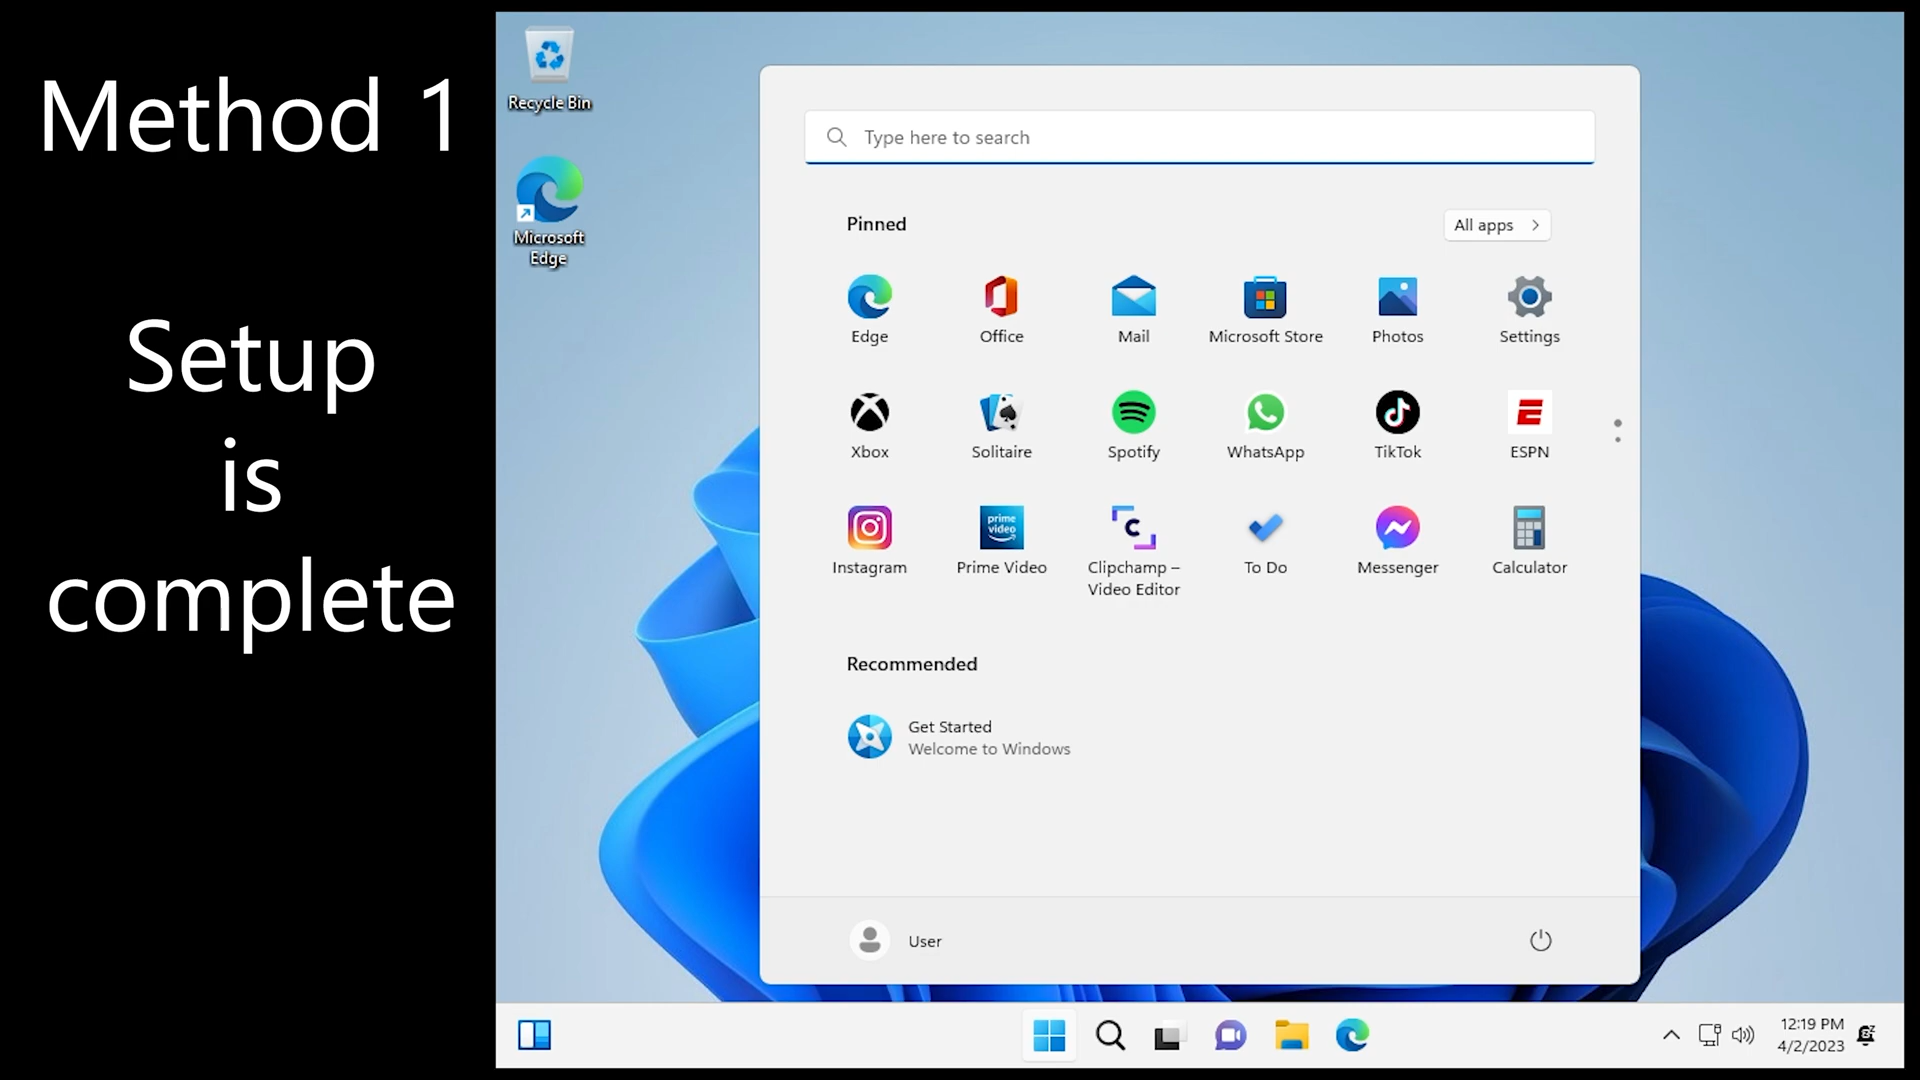 Method 1
Setup
is
complete
Recycle Bin
Microsoft
Edge
Type here to search
Pinned
All apps
Edge
Office
Mail
Microsoft Store
Photos
Settings
Xbox
Solitaire
Spotify
WhatsApp
TikTok
ESPN
prime
video
Instagram
Prime Video
Clipchamp –
Video Editor
To Do
Messenger
Calculator
Recommended
Get Started
Welcome to Windows
User
12:19 PM
4/2/2023